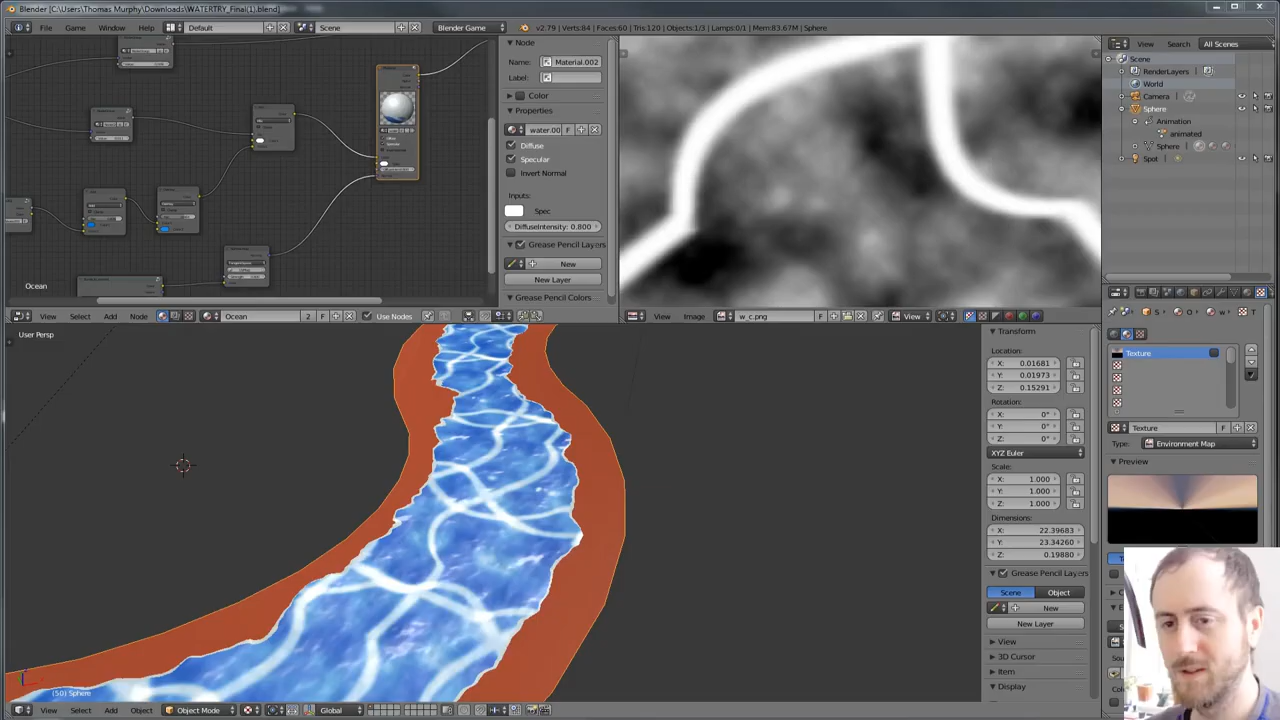 Blender [C:\Users\Thomas Murphy\Downloads\WATERTRY_Final(1).blend]
File Game Window Help Default Scene Blender Game v2.79 | Verts:84 | Faces:60 | Tris:120 | Objects:1/3 | Lamps:0/1 | Mem:83.67M | Sphere View Search All Scenes
Node
Name: Material.002
Label:
Color
Properties
water.00 F
Diffuse
Specular
Invert Normal
Inputs:
Spec
DiffuseIntensity: 0.800
Grease Pencil Layers
New
New Layer
Grease Pencil Colors
Ocean
View Select Add Node Ocean 2 F Use Nodes
View Image w_c.png F View
Scene
RenderLayers
World
Camera
Sphere
Animation
animated
Sphere
Spot
User Persp
(50) Sphere
View Select Add Object Object Mode Global
Transform
Location:
X: 0.01681
Y: 0.01973
Z: 0.15291
Rotation:
X: 0°
Y: 0°
Z: 0°
XYZ Euler
Scale:
X: 1.000
Y: 1.000
Z: 1.000
Dimensions:
X: 22.39683
Y: 23.34260
Z: 0.19880
Grease Pencil Layers
Scene Object
New
New Layer
View
3D Cursor
Item
Display
Texture
Texture F
Type: Environment Map
Preview